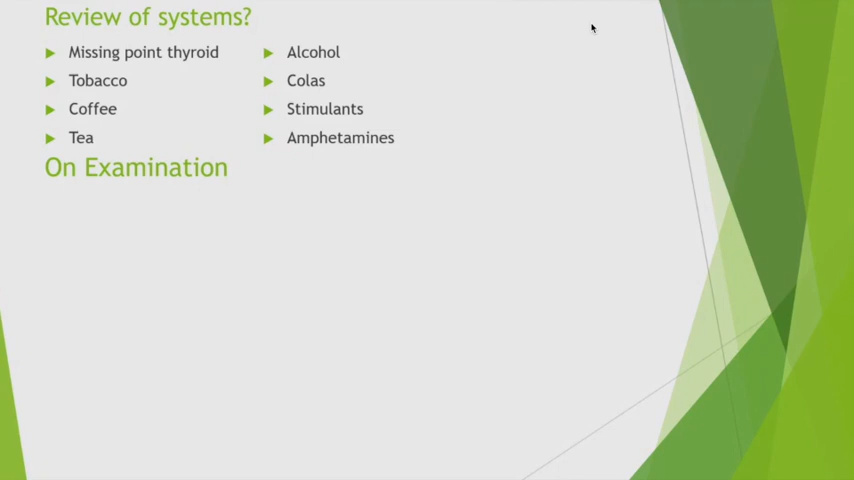 Review of systems?
Missing point thyroid
Tobacco
Coffee
Tea
Alcohol
Colas
Stimulants
Amphetamines
On Examination